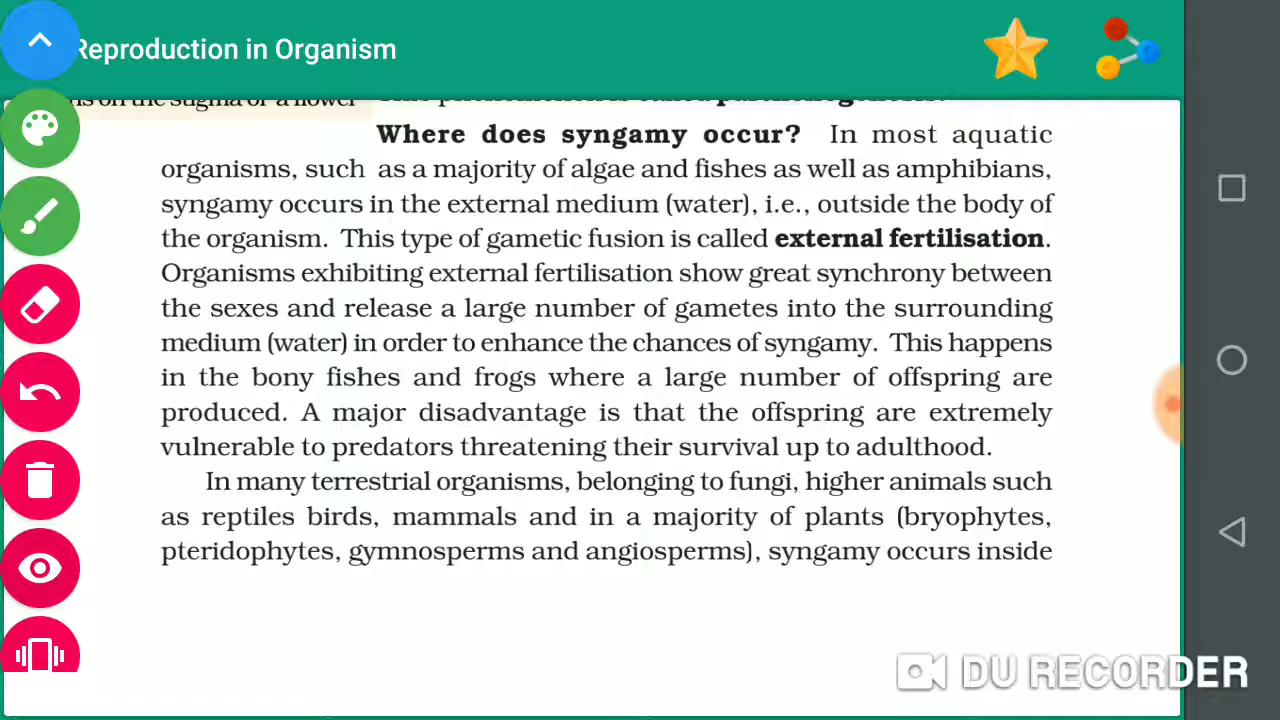 Reproduction in Organism
on the stigma of a flower
Where does syngamy occur? In most aquatic
organisms, such as a majority of algae and fishes as well as amphibians,
syngamy occurs in the external medium (water), i.e., outside the body of
the organism. This type of gametic fusion is called external fertilisation.
Organisms exhibiting external fertilisation show great synchrony between
the sexes and release a large number of gametes into the surrounding
medium (water) in order to enhance the chances of syngamy. This happens
in the bony fishes and frogs where a large number of offspring are
produced. A major disadvantage is that the offspring are extremely
vulnerable to predators threatening their survival up to adulthood.
In many terrestrial organisms, belonging to fungi, higher animals such
as reptiles birds, mammals and in a majority of plants (bryophytes,
pteridophytes, gymnosperms and angiosperms), syngamy occurs inside
DU RECORDER